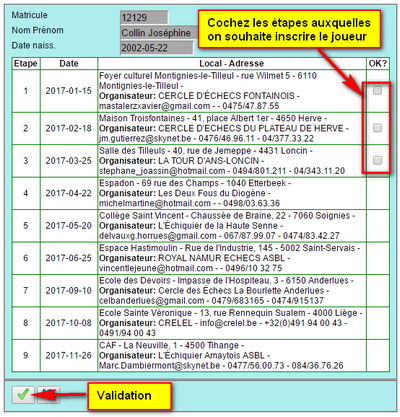 Matricule 12129
Nom Prénom Collin Joséphine
Date naiss. 2002-05-22
Cochez les étapes auxquelles
on souhaite inscrire le joueur
Etape Date Local - Adresse OK?
1 2017-01-15 Foyer culturel Montignies-le-Tilleul - rue Wilmet 5 - 6110
Montignies-le-Tilleul -
Organisateur: CERCLE D'ÉCHECS FONTAINOIS -
mastalerzxavier@gmail.com - - 0475/47.87.55
2 2017-02-18 Maison Troisfontaines - 41, place Albert 1er - 4650 Herve -
Organisateur: CERCLE D'ECHECS DU PLATEAU DE HERVE -
jm.gutierrez@skynet.be - 0476/46.96.11 - 04/377.33.22
3 2017-03-25 Salle des Tilleuls - 40, rue de Jemeppe - 4431 Loncin -
Organisateur: LA TOUR D'ANS-LONCIN -
stephane_joassin@hotmail.com - 0494/801.211 - 04/343.11.20
4 2017-04-22 Espadon - 69 rue des Champs - 1040 Etterbeek -
Organisateur: Les Deux Fous du Diogène -
michelmartine@hotmail.com - - 0498/03.63.36
5 2017-05-20 Collège Saint Vincent - Chaussée de Braine, 22 - 7060 Soignies -
Organisateur: L'Échiquier de la Haute Senne -
delvauxg.horrues@gmail.com - 067/87.99.07 - 0474/83.42.27
6 2017-06-25 Espace Hastimoulin - Rue de l'Industrie, 145 - 5002 Saint-Servais -
Organisateur: ROYAL NAMUR ECHECS ASBL -
vincentlejeune@hotmail.com - - 0496/10 32 75
7 2017-09-10 Ecole des Devoirs - Impasse de l'Hospiteau, 3 - 6150 Anderlues -
Organisateur: Cercle des Échecs La Bourlette Anderlues -
celbanderlues@gmail.com - 0479/683165 - 0474/915137
8 2017-10-08 Ecole Sainte Véronique - 13, rue Rennequin Sualem - 4000 Liège -
Organisateur: CRELEL - info@crelel.be - +32(0)491 94 00 43 -
0491/94 00 43
9 2017-11-26 CAF - La Neuville, 1 - 4500 Tihange -
Organisateur: L'Échiquier Amaytois ASBL -
Marc.Dambiermont@skynet.be - 0477/56.00.73 - 084/36.76.26
Validation